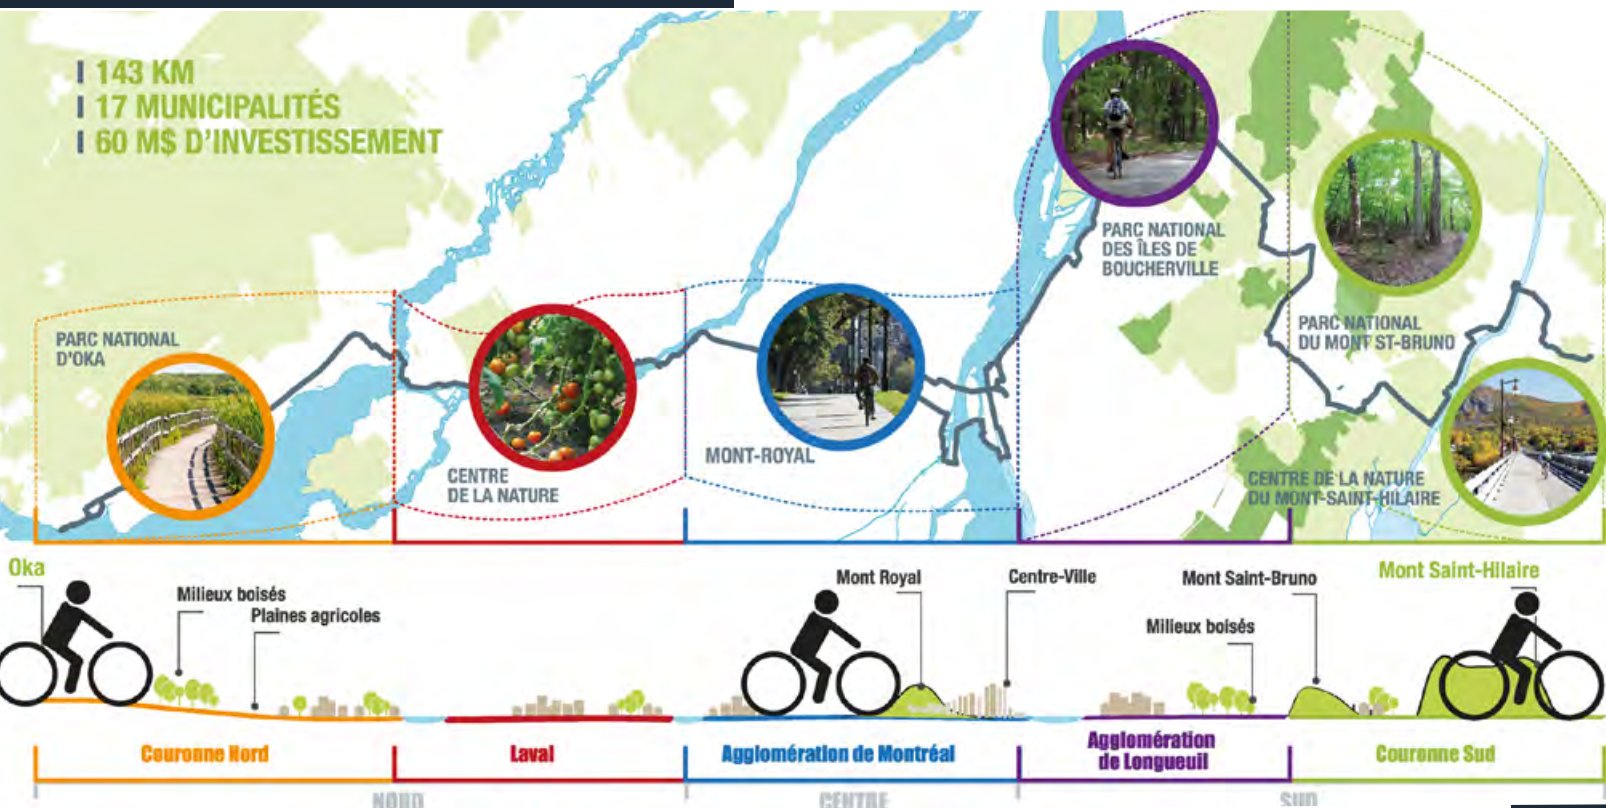 143 KM
17 MUNICIPALITÉS
60 M$ D'INVESTISSEMENT
PARC NATIONAL
D'OKA
CENTRE
DE LA NATURE
MONT-ROYAL
PARC NATIONAL
DES ÎLES DE
BOUCHERVILLE
PARC NATIONAL
DU MONT ST-BRUNO
CENTRE DE LA NATURE
DU MONT-SAINT-HILAIRE
Oka
Milieux boisés
Plaines agricoles
Mont Royal
Centre-Ville
Mont Saint-Bruno
Milieux boisés
Mont Saint-Hilaire
Couronne Nord
Laval
Agglomération de Montréal
Agglomération
de Longueuil
Couronne Sud
NORD
CENTRE
SUD